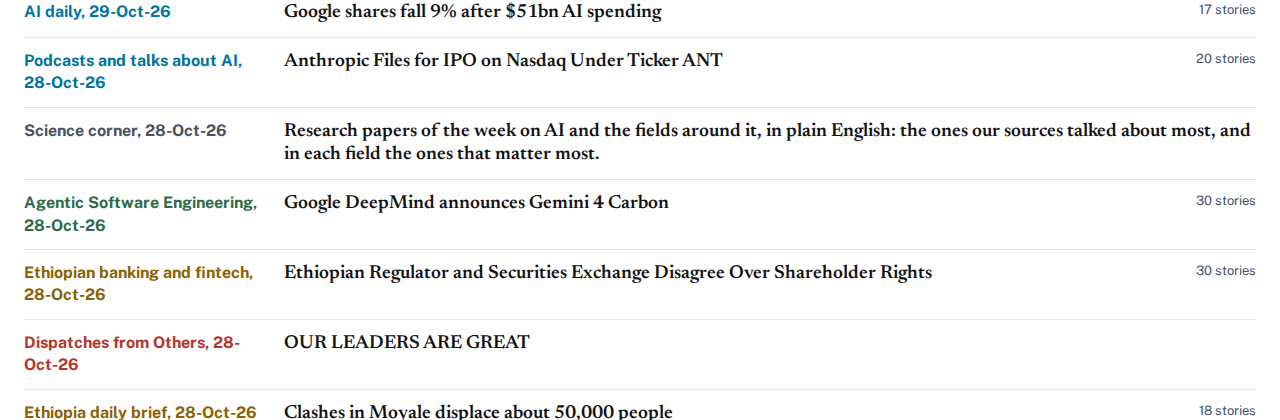 AI daily, 29-Oct-26 Google shares fall 9% after $51bn AI spending 17 stories
Podcasts and talks about AI, Anthropic Files for IPO on Nasdaq Under Ticker ANT 20 stories
28-Oct-26
Science corner, 28-Oct-26 Research papers of the week on AI and the fields around it, in plain English: the ones our sources talked about most, and
in each field the ones that matter most.
Agentic Software Engineering, Google DeepMind announces Gemini 4 Carbon 30 stories
28-Oct-26
Ethiopian banking and fintech, Ethiopian Regulator and Securities Exchange Disagree Over Shareholder Rights 30 stories
28-Oct-26
Dispatches from Others, 28- OUR LEADERS ARE GREAT
Oct-26
Ethiopia daily brief, 28-Oct-26 Clashes in Moyale displace about 50,000 people 18 stories